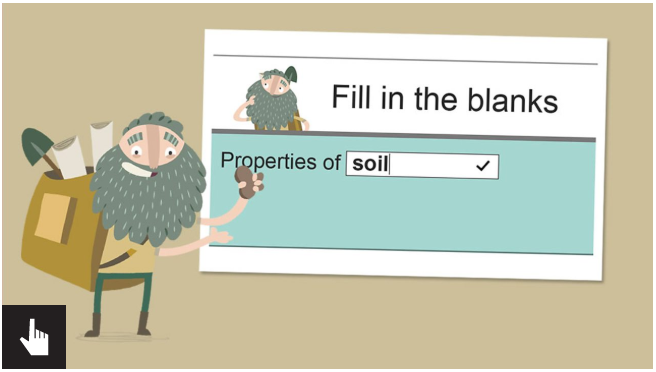 Fill in the blanks
Properties of soil